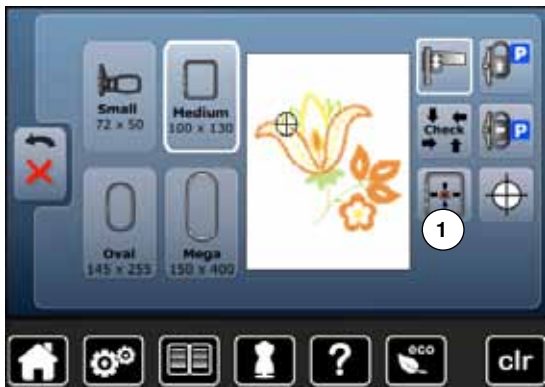 Small
72 x 50
Medium
100 x 130
Oval
145 x 255
Mega
150 x 400
P
Check
P
1
?
eco
clr